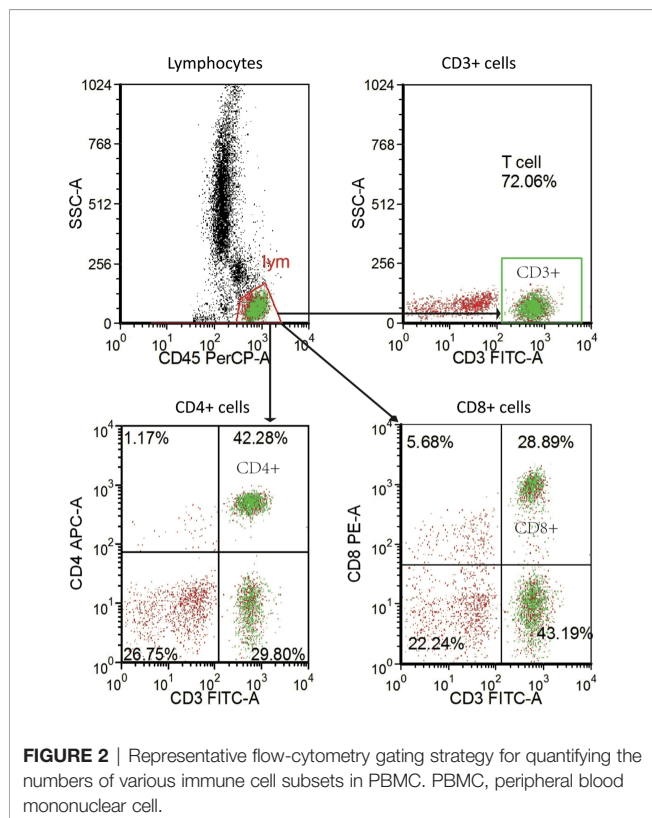 Lymphocytes
CD3+ cells
1024
768
512
256
0
SSC-A
lym
10^0 10^1 10^2 10^3 10^4
CD45 PerCP-A
1024
768
512
256
0
SSC-A
T cell
72.06%
CD3+
10^0 10^1 10^2 10^3 10^4
CD3 FITC-A
CD4+ cells
CD8+ cells
10^4
10^3
10^2
10^1
10^0
CD4 APC-A
1.17% 42.28%
CD4+
26.75% 29.80%
10^0 10^1 10^2 10^3 10^4
CD3 FITC-A
10^4
10^3
10^2
10^1
10^0
CD8 PE-A
5.68% 28.89%
CD8+
22.24% 43.19%
10^0 10^1 10^2 10^3 10^4
CD3 FITC-A
FIGURE 2 | Representative flow-cytometry gating strategy for quantifying the
numbers of various immune cell subsets in PBMC. PBMC, peripheral blood
mononuclear cell.